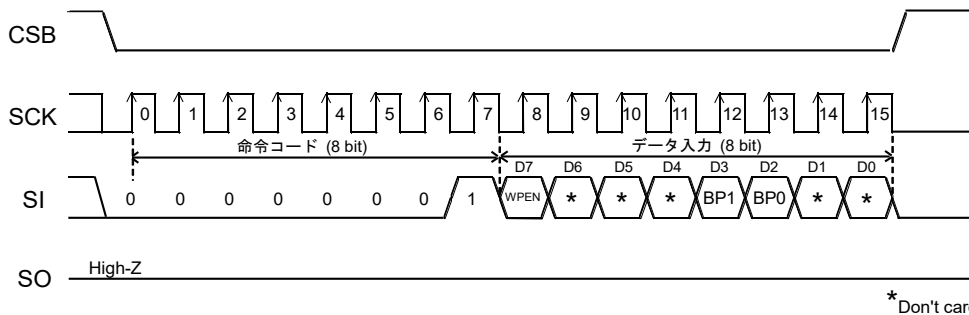 CSB
SCK 0 1 2 3 4 5 6 7 8 9 10 11 12 13 14 15
命令コード (8 bit) データ入力 (8 bit)
D7 D6 D5 D4 D3 D2 D1 D0
SI 0 0 0 0 0 0 0 1 WPEN * * * BP1 BP0 * *
High-Z
SO
*Don't care